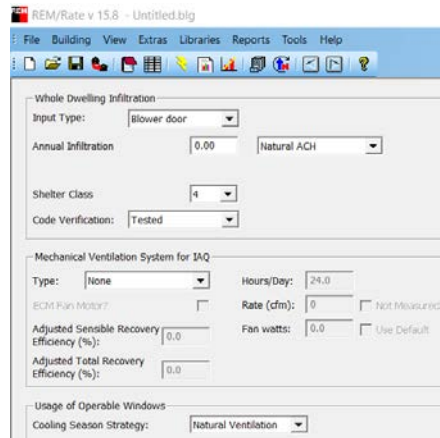 REM/Rate v 15.8 - Untitled.blg
File Building View Extras Libraries Reports Tools Help
Whole Dwelling Infiltration
Input Type: Blower door
Annual Infiltration 0.00 Natural ACH
Shelter Class 4
Code Verification: Tested
Mechanical Ventilation System for IAQ
Type: None Hours/Day: 24.0
ECM Fan Motor? Rate (cfm): 0 Not Measured
Adjusted Sensible Recovery Efficiency (%): 0.0 Fan watts: 0.0 Use Default
Adjusted Total Recovery
Efficiency (%): 0.0
Usage of Operable Windows
Cooling Season Strategy: Natural Ventilation